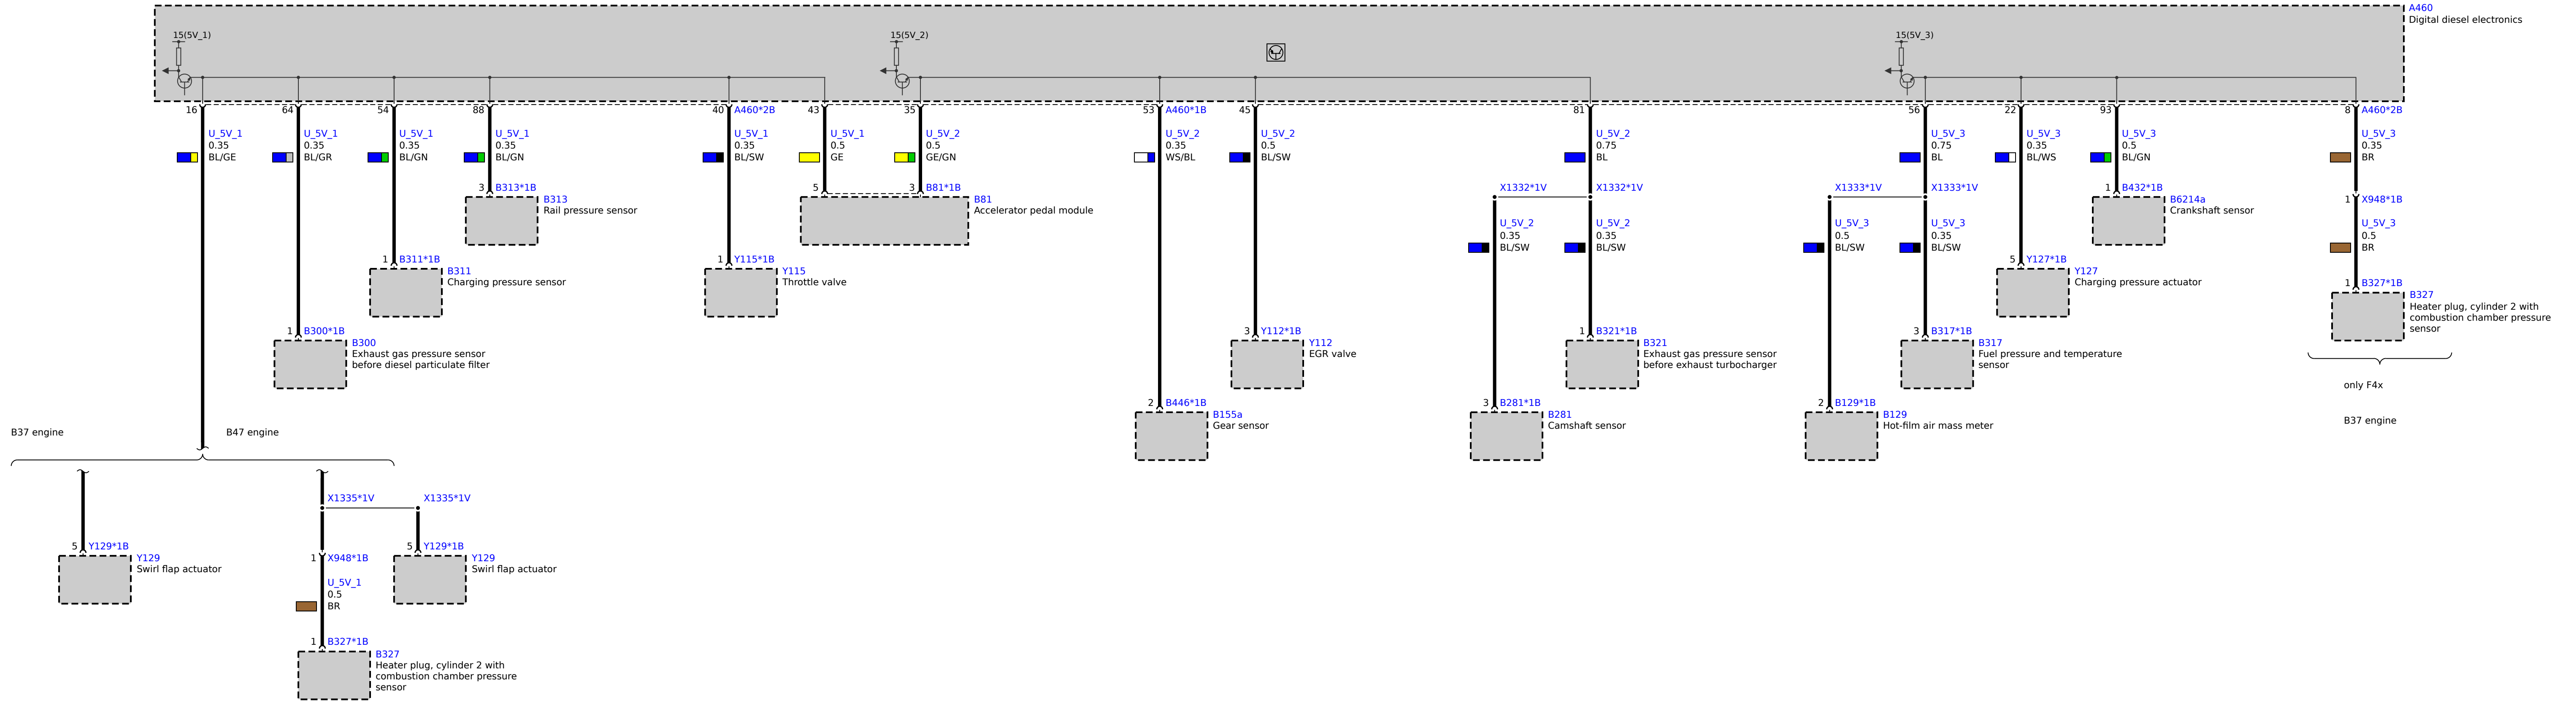 A460
Digital diesel electronics
15(5V_1)
15(5V_2)
15(5V_3)
16
64
54
88
40
A460*2B
43
35
53
A460*1B
45
81
56
22
93
8
A460*2B
U_5V_1
0.35
BL/GE
U_5V_1
0.35
BL/GR
U_5V_1
0.35
BL/GN
U_5V_1
0.35
BL/GN
U_5V_1
0.35
BL/SW
U_5V_1
0.5
GE
U_5V_2
0.5
GE/GN
U_5V_2
0.35
WS/BL
U_5V_2
0.5
BL/SW
U_5V_2
0.75
BL
U_5V_3
0.75
BL
U_5V_3
0.35
BL/WS
U_5V_3
0.5
BL/GN
U_5V_3
0.35
BR
3
B313*1B
B313
Rail pressure sensor
5
3
B81*1B
B81
Accelerator pedal module
X1332*1V
X1332*1V
X1333*1V
X1333*1V
1
B432*1B
B6214a
Crankshaft sensor
1
X948*1B
U_5V_2
0.35
BL/SW
U_5V_2
0.35
BL/SW
U_5V_3
0.5
BL/SW
U_5V_3
0.35
BL/SW
U_5V_3
0.5
BR
1
B311*1B
B311
Charging pressure sensor
1
Y115*1B
Y115
Throttle valve
5
Y127*1B
Y127
Charging pressure actuator
1
B327*1B
B327
Heater plug, cylinder 2 with
combustion chamber pressure
sensor
1
B300*1B
B300
Exhaust gas pressure sensor
before diesel particulate filter
3
Y112*1B
Y112
EGR valve
1
B321*1B
B321
Exhaust gas pressure sensor
before exhaust turbocharger
3
B317*1B
B317
Fuel pressure and temperature
sensor
only F4x
B37 engine
2
B446*1B
B155a
Gear sensor
3
B281*1B
B281
Camshaft sensor
2
B129*1B
B129
Hot-film air mass meter
B37 engine
B47 engine
X1335*1V
X1335*1V
5
Y129*1B
Y129
Swirl flap actuator
1
X948*1B
5
Y129*1B
Y129
Swirl flap actuator
U_5V_1
0.5
BR
1
B327*1B
B327
Heater plug, cylinder 2 with
combustion chamber pressure
sensor